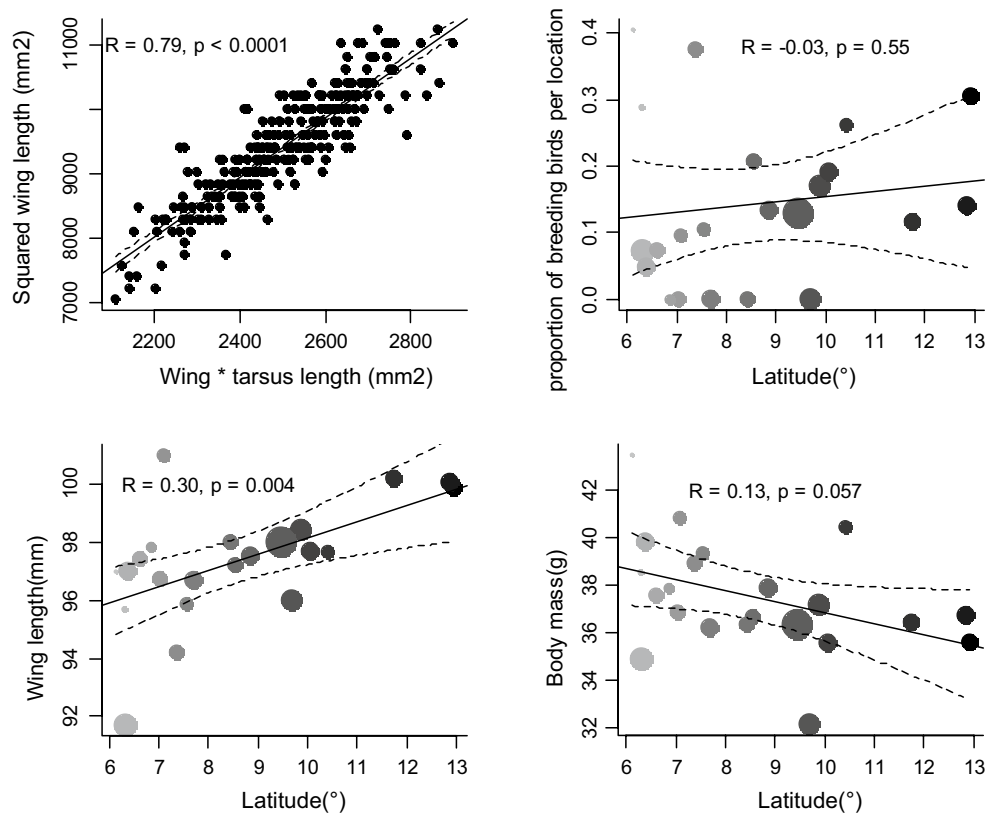 Squared wing length (mm2)
11000
9000
8000
7000
R = 0.79, p < 0.0001
2200
2400
2600
2800
Wing * tarsus length (mm2)
proportion of breeding birds per location
0.4
0.3
0.2
0.1
0.0
R = -0.03, p = 0.55
6 7 8 9 10 11 12 13
Latitude(°)
Wing length(mm)
100
98
96
94
92
R = 0.30, p = 0.004
6 7 8 9 10 11 12 13
Latitude(°)
Body mass(g)
42
40
38
36
34
32
R = 0.13, p = 0.057
6 7 8 9 10 11 12 13
Latitude(°)